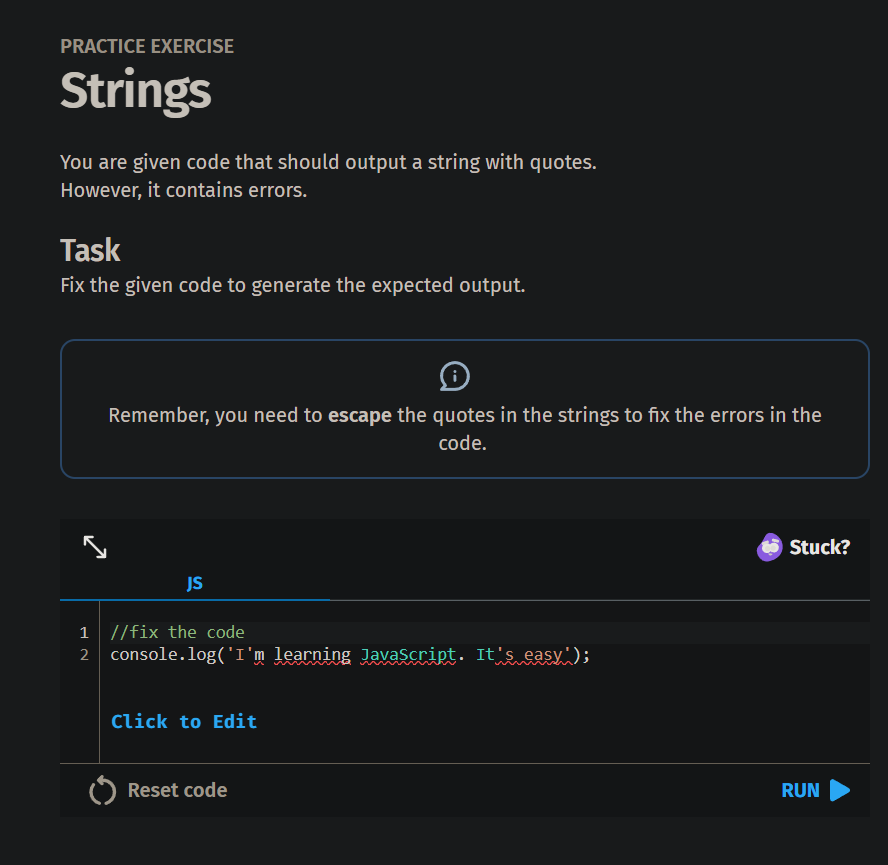 PRACTICE EXERCISE
Strings
You are given code that should output a string with quotes.
However, it contains errors.
Task
Fix the given code to generate the expected output.
Remember, you need to escape the quotes in the strings to fix the errors in the
code.
Stuck?
JS
1 //fix the code
2 console.log('I'm learning JavaScript. It's easy');
Click to Edit
Reset code
RUN